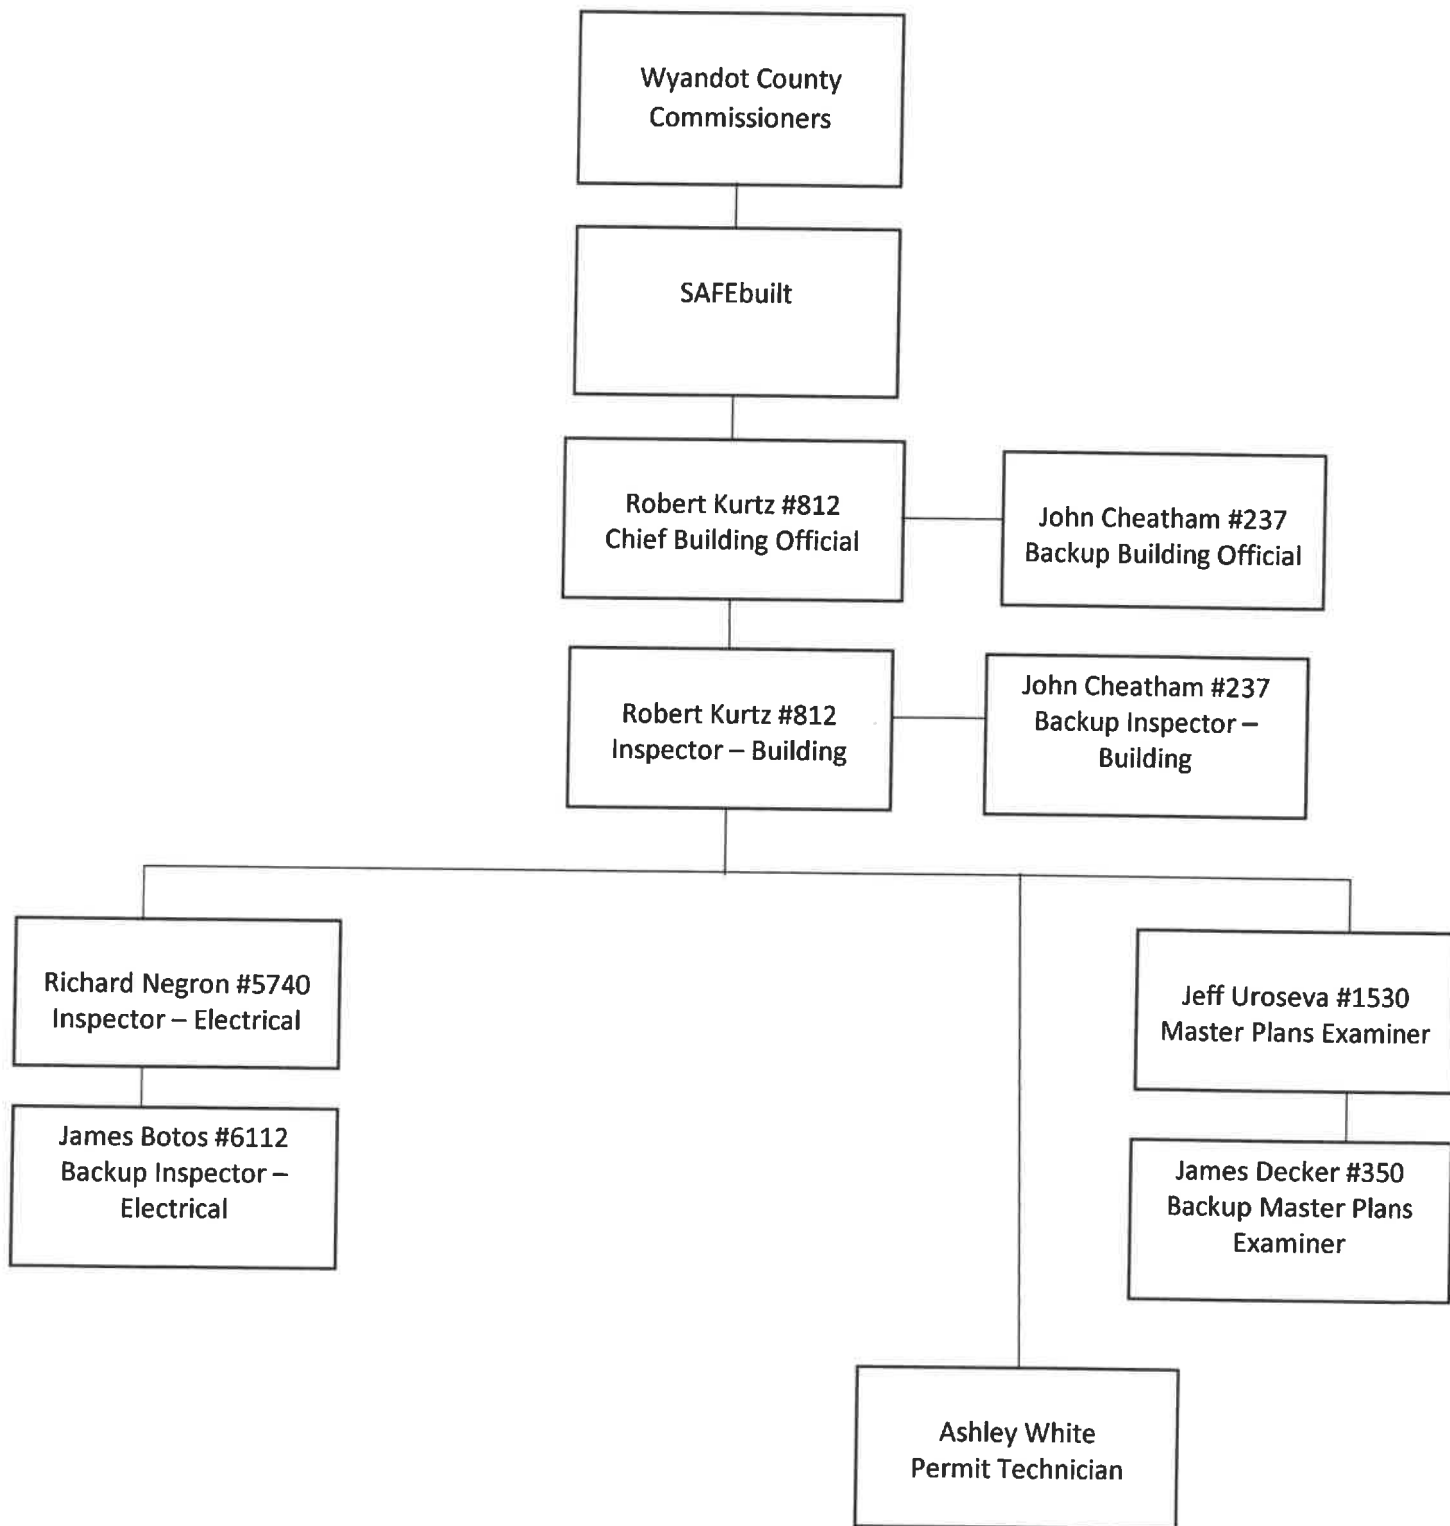 Wyandot County
Commissioners
SAFEbuilt
Robert Kurtz #812
Chief Building Official
John Cheatham #237
Backup Building Official
Robert Kurtz #812
Inspector – Building
John Cheatham #237
Backup Inspector –
Building
Richard Negron #5740
Inspector – Electrical
Jeff Uroseva #1530
Master Plans Examiner
James Botos #6112
Backup Inspector –
Electrical
James Decker #350
Backup Master Plans
Examiner
Ashley White
Permit Technician